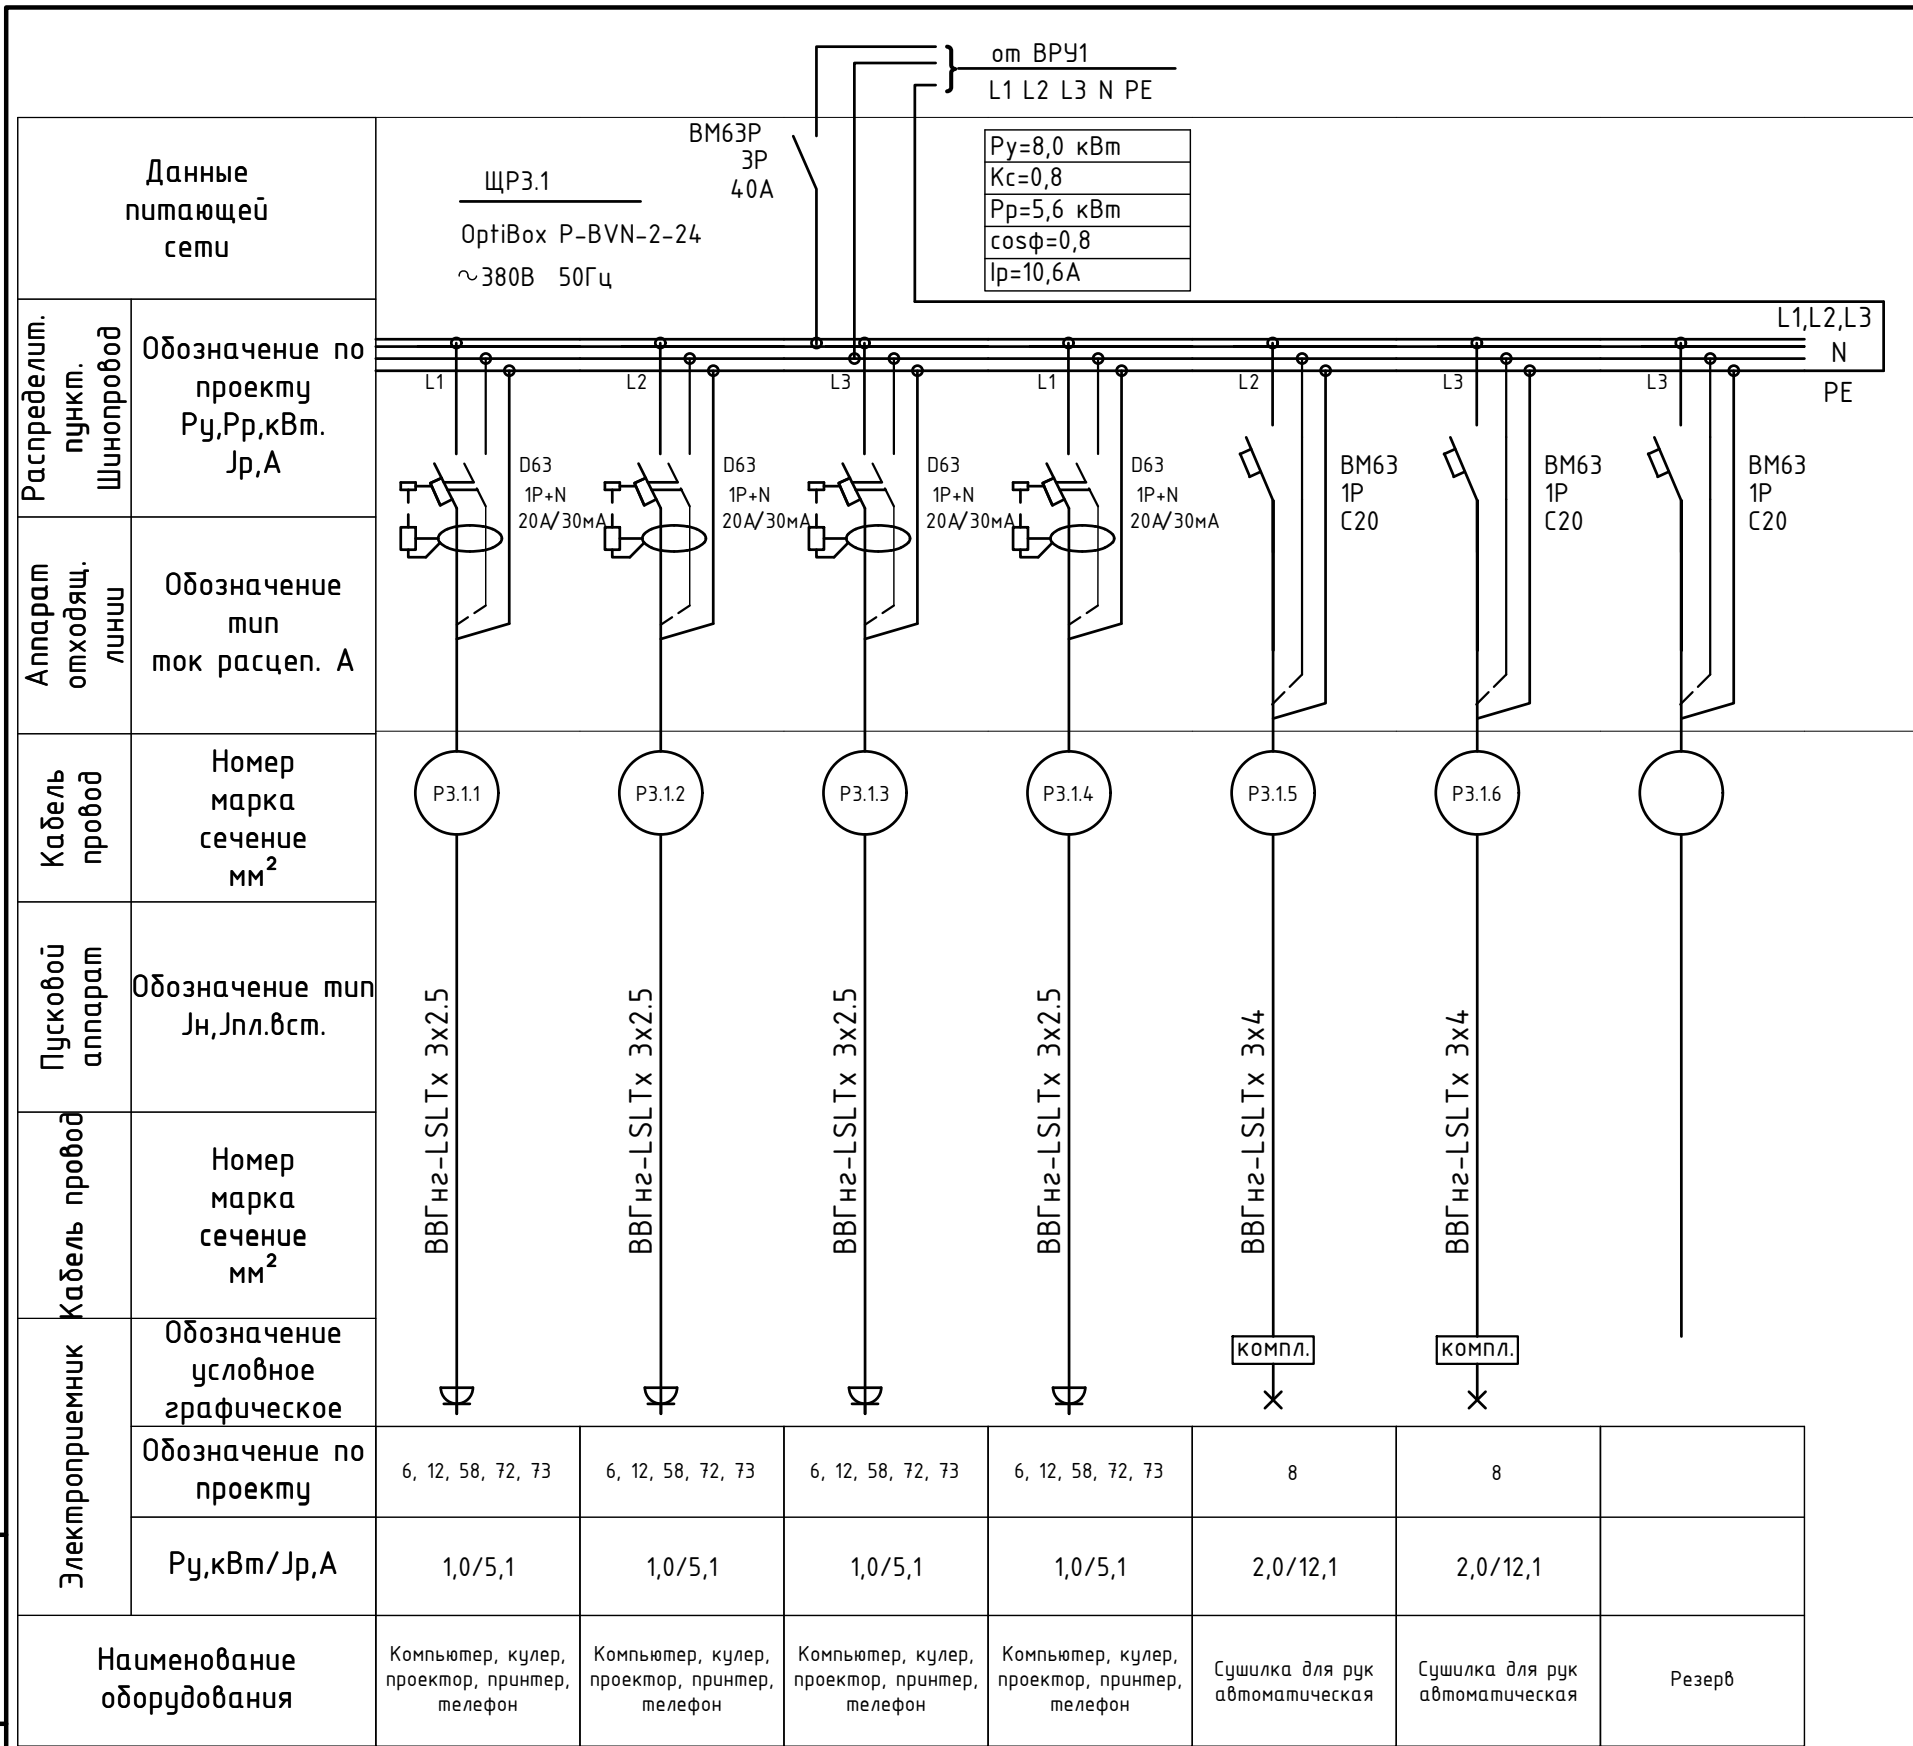 от ВРУ1
L1 L2 L3 N PE
Данные
питающей
сети
ЩР3.1
OptiBox P-BVN-2-24
~380В 50Гц
ВМ63Р
3Р
40А
Ру=8,0 кВт
Кс=0,8
Рр=5,6 кВт
cosф=0,8
Iр=10,6А
Распределит.
пункт.
Шинопровод
Обозначение по
проекту
Ру,Рр,кВт.
Jр,А
L1,L2,L3
N
PE
L1
L2
L3
L1
L2
L3
L3
D63
1P+N
20А/30мА
D63
1P+N
20А/30мА
D63
1P+N
20А/30мА
D63
1P+N
20А/30мА
ВМ63
1Р
С20
ВМ63
1Р
С20
ВМ63
1Р
С20
Аппарат
отходящ.
линии
Обозначение
тип
ток расцеп. А
Кабель
провод
Номер
марка
сечение
мм²
Р3.1.1
Р3.1.2
Р3.1.3
Р3.1.4
Р3.1.5
Р3.1.6
Пусковой
аппарат
Обозначение тип
Jн,Jпл.вст.
ВВГнг-LSLTx 3x2.5
ВВГнг-LSLTx 3x2.5
ВВГнг-LSLTx 3x2.5
ВВГнг-LSLTx 3x2.5
ВВГнг-LSLTx 3x4
ВВГнг-LSLTx 3x4
Кабель провод
Номер
марка
сечение
мм²
Электроприемник
Обозначение
условное
графическое
компл.
компл.
Обозначение по
проекту
6, 12, 58, 72, 73
6, 12, 58, 72, 73
6, 12, 58, 72, 73
6, 12, 58, 72, 73
8
8
Ру,кВт/Jр,А
1,0/5,1
1,0/5,1
1,0/5,1
1,0/5,1
2,0/12,1
2,0/12,1
Наименование
оборудования
Компьютер, кулер,
проектор, принтер,
телефон
Компьютер, кулер,
проектор, принтер,
телефон
Компьютер, кулер,
проектор, принтер,
телефон
Компьютер, кулер,
проектор, принтер,
телефон
Сушилка для рук
автоматическая
Сушилка для рук
автоматическая
Резерв